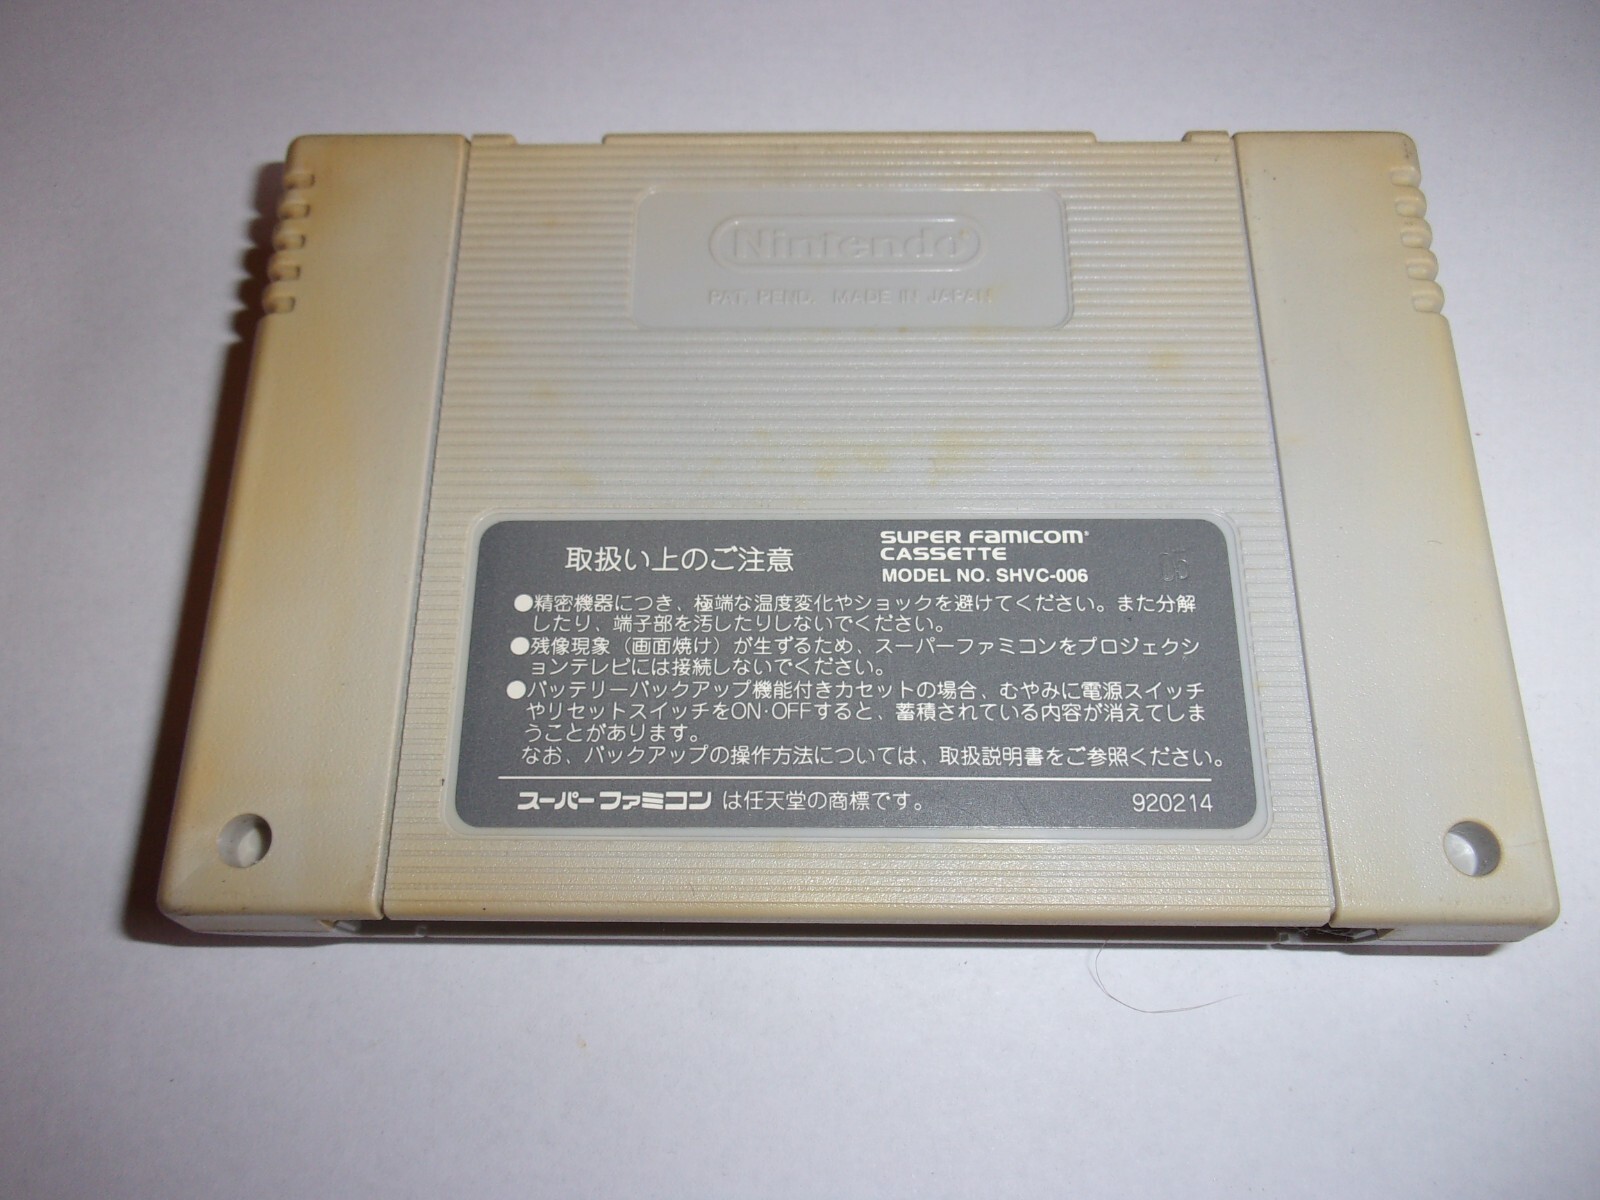 Nintendo®
PAT. PEND. MADE IN JAPAN
取扱い上のご注意
SUPER FAMICOM®
CASSETTE
MODEL NO. SHVC-006
05
●精密機器につき、極端な温度変化やショックを避けてください。また分解
したり、端子部を汚したりしないでください。
●残像現象（画面焼け）が生ずるため、スーパーファミコンをプロジェクシ
ョンテレビには接続しないでください。
●バッテリーバックアップ機能付きカセットの場合、むやみに電源スイッチ
やリセットスイッチをON·OFFすると、蓄積されている内容が消えてしま
うことがあります。
なお、バックアップの操作方法については、取扱説明書をご参照ください。
スーパーファミコン は任天堂の商標です。
920214